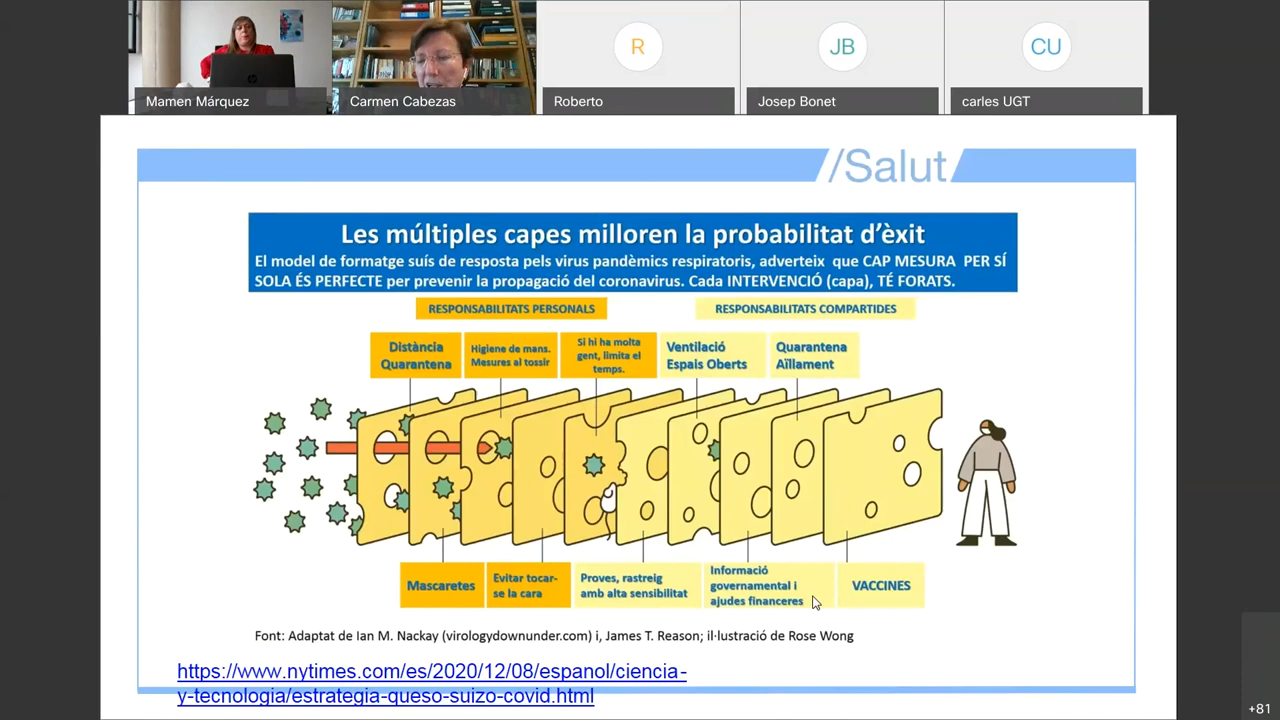 Mamen Márquez
Carmen Cabezas
R
Roberto
JB
Josep Bonet
CU
carles UGT
//Salut/
Les múltiples capes milloren la probabilitat d'èxit
El model de formatge suís de resposta pels virus pandèmics respiratoris, adverteix que CAP MESURA PER SÍ
SOLA ÉS PERFECTE per prevenir la propagació del coronavirus. Cada INTERVENCIÓ (capa), TÉ FORATS.
RESPONSABILITATS PERSONALS
RESPONSABILITATS COMPARTIDES
Distància
Quarantena
Higiene de mans.
Mesures al tossir
Si hi ha molta
gent, limita el
temps.
Ventilació
Espais Oberts
Quarantena
Aïllament
Mascaretes
Evitar tocar-
se la cara
Proves, rastreig
amb alta sensibilitat
Informació
governamental i
ajudes financeres
VACCINES
Font: Adaptat de Ian M. Nackay (virologydownunder.com) i, James T. Reason; il·lustració de Rose Wong
https://www.nytimes.com/es/2020/12/08/espanol/ciencia-
y-tecnologia/estrategia-queso-suizo-covid.html
+81